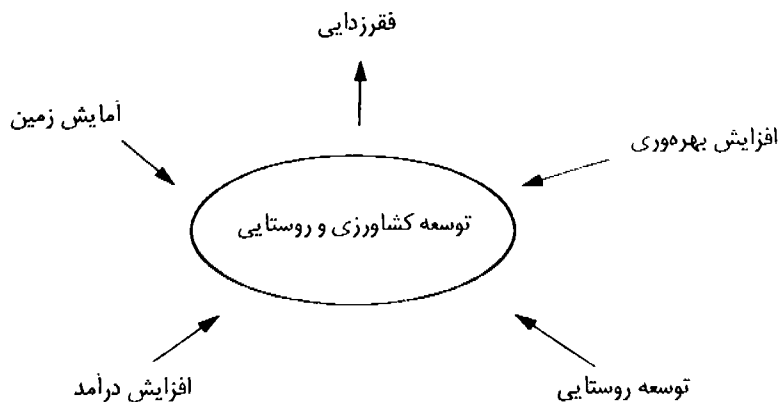 فقرزدایی
آمایش زمین
افزایش بهره‌وری
توسعه کشاورزی و روستایی
افزایش درآمد
توسعه روستایی